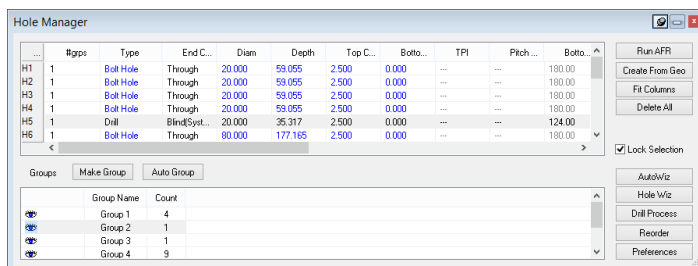 Hole Manager
... #grps Type End C... Diam Depth Top C... Botto... TPI Pitch ... Botto...
H1 1 Bolt Hole Through 20.000 59.055 2.500 0.000 --- --- 180.00
H2 1 Bolt Hole Through 20.000 59.055 2.500 0.000 --- --- 180.00
H3 1 Bolt Hole Through 20.000 59.055 2.500 0.000 --- --- 180.00
H4 1 Bolt Hole Through 20.000 59.055 2.500 0.000 --- --- 180.00
H5 1 Drill Blind(Syst... 20.000 35.317 2.500 0.000 --- --- 124.00
H6 1 Bolt Hole Through 80.000 177.165 2.500 0.000 --- --- 180.00
Run AFR
Create From Geo
Fit Columns
Delete All
Lock Selection
Groups Make Group Auto Group
Group Name Count
Group 1 4
Group 2 1
Group 3 1
Group 4 9
AutoWiz
Hole Wiz
Drill Process
Reorder
Preferences